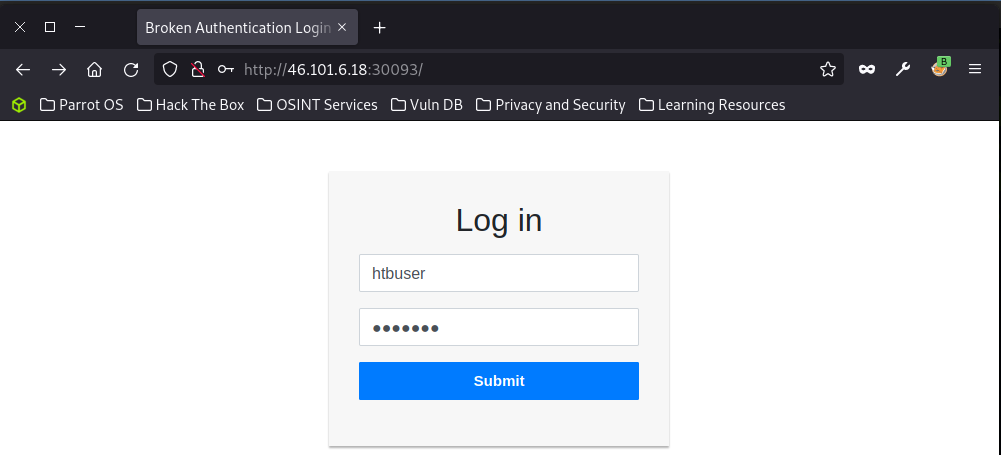 Broken Authentication Login
http://46.101.6.18:30093/
B
Parrot OS Hack The Box OSINT Services Vuln DB Privacy and Security Learning Resources
Log in
htbuser
●●●●●●●
Submit